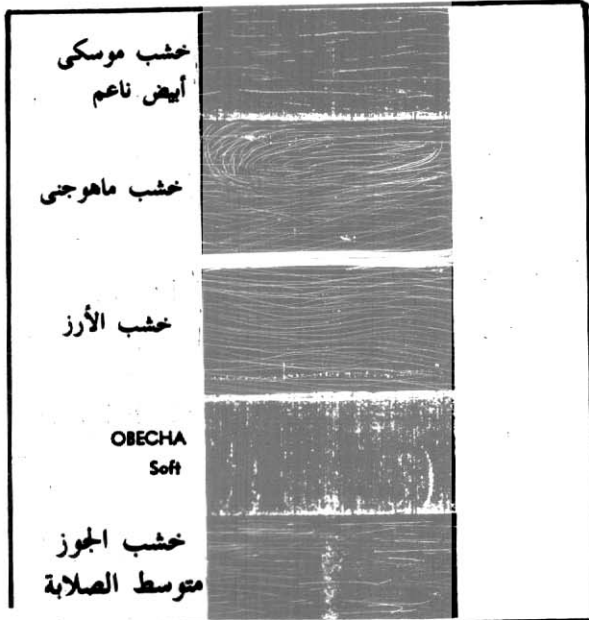 خشب موسكى
أبيض ناعم
خشب ماهوجنى
خشب الأرز
OBECHA
Soft
خشب الجوز
متوسط الصلابة